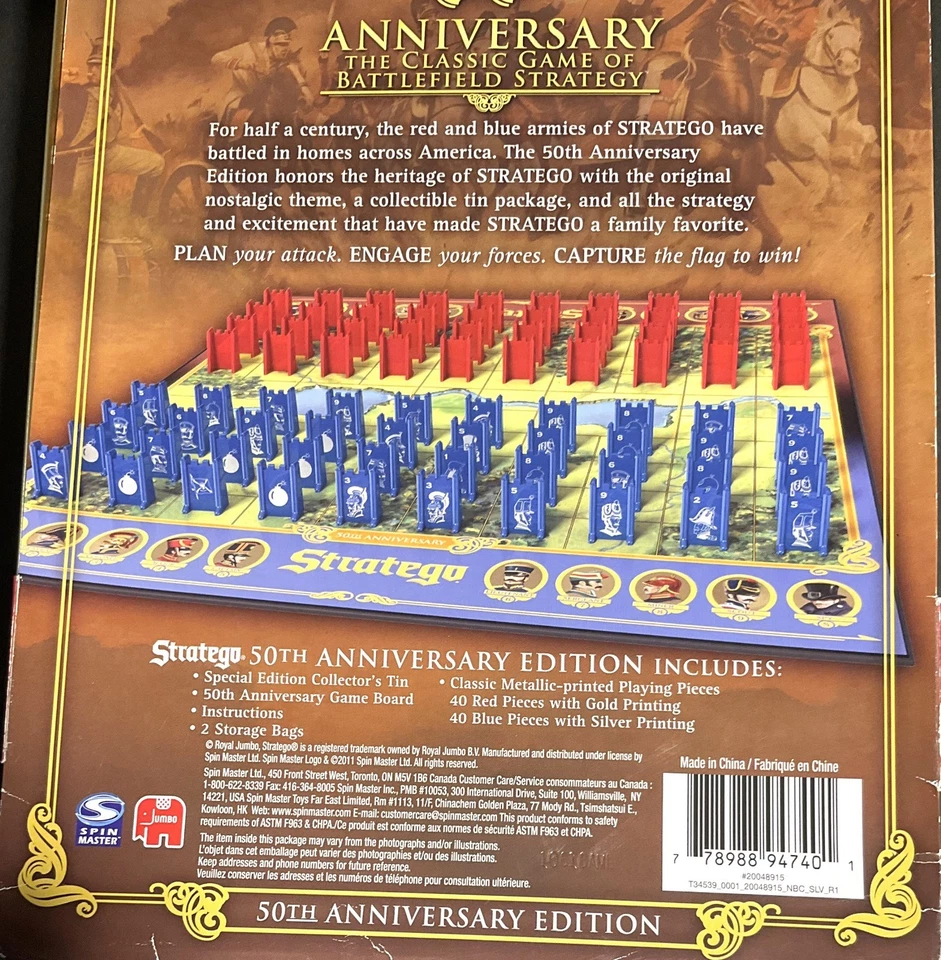 ANNIVERSARY
THE CLASSIC GAME OF
BATTLEFIELD STRATEGY
For half a century, the red and blue armies of STRATEGO have
battled in homes across America. The 50th Anniversary
Edition honors the heritage of STRATEGO with the original
nostalgic theme, a collectible tin package, and all the strategy
and excitement that have made STRATEGO a family favorite.
PLAN your attack. ENGAGE your forces. CAPTURE the flag to win!
50TH ANNIVERSARY
Stratego
Stratego® 50TH ANNIVERSARY EDITION INCLUDES:
• Special Edition Collector's Tin
• 50th Anniversary Game Board
• Instructions
• 2 Storage Bags
• Classic Metallic-printed Playing Pieces
40 Red Pieces with Gold Printing
40 Blue Pieces with Silver Printing
© Royal Jumbo, Stratego® is a registered trademark owned by Royal Jumbo B.V. Manufactured and distributed under license by
Spin Master Ltd. Spin Master Logo & ©2011 Spin Master Ltd. All rights reserved.
Spin Master Ltd., 450 Front Street West, Toronto, ON M5V 1B6 Canada Customer Care/Service consommateurs au Canada :
1-800-622-8339 Fax: 416-364-8005 Spin Master Inc., PMB #10053, 300 International Drive, Suite 100, Williamsville, NY
14221, USA Spin Master Toys Far East Limited, Rm #1113, 11/F, Chinachem Golden Plaza, 77 Mody Rd., Tsimshatsui E.,
Kowloon, HK Web: www.spinmaster.com E-mail: customercare@spinmaster.com This product conforms to safety
requirements of ASTM F963 & CHPA./Ce produit est conforme aux normes de sécurité ASTM F963 et CHPA.
The item inside this package may vary from the photographs and/or illustrations.
L'objet dans cet emballage peut varier des photographies et/ou des illustrations.
Keep addresses and phone numbers for future reference.
Veuillez conserver les adresses et les numéros de téléphone pour consultation ultérieure.
SPIN
MASTER™
Jumbo
Made in China / Fabriqué en Chine
7 78988 94740 1
#20048915
T34539_0001_20048915_NBC_SLV_R1
50TH ANNIVERSARY EDITION